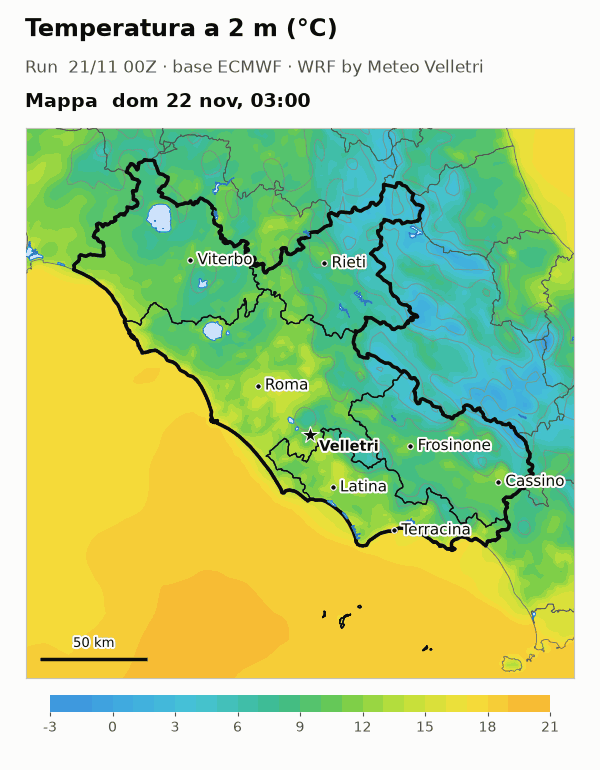 Temperatura a 2 m (°C)
Run  21/11 00Z · base ECMWF · WRF by Meteo Velletri
Mappa  dom 22 nov, 03:00
Viterbo
Rieti
Roma
Velletri
Frosinone
Cassino
Latina
Terracina
50 km
-3 0 3 6 9 12 15 18 21